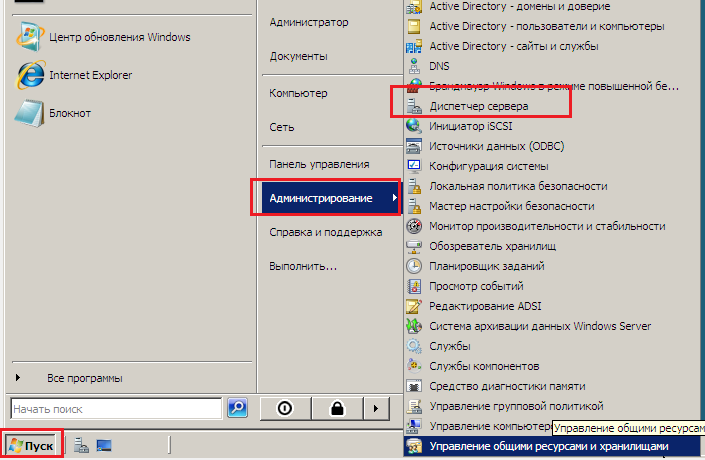 Центр обновления Windows
Internet Explorer
Блокнот
Все программы
Начать поиск
Пуск
Администратор
Документы
Компьютер
Сеть
Панель управления
Администрирование
Справка и поддержка
Выполнить...
Active Directory - домены и доверие
Active Directory - пользователи и компьютеры
Active Directory - сайты и службы
DNS
Брандмауэр Windows в режиме повышенной бе...
Диспетчер сервера
Инициатор iSCSI
Источники данных (ODBC)
Конфигурация системы
Локальная политика безопасности
Мастер настройки безопасности
Монитор производительности и стабильности
Обозреватель хранилищ
Планировщик заданий
Просмотр событий
Редактирование ADSI
Система архивации данных Windows Server
Службы
Службы компонентов
Средство диагностики памяти
Управление групповой политикой
Управление компьютер
Управление общими ресурсам
Управление общими ресурсами и хранилищами